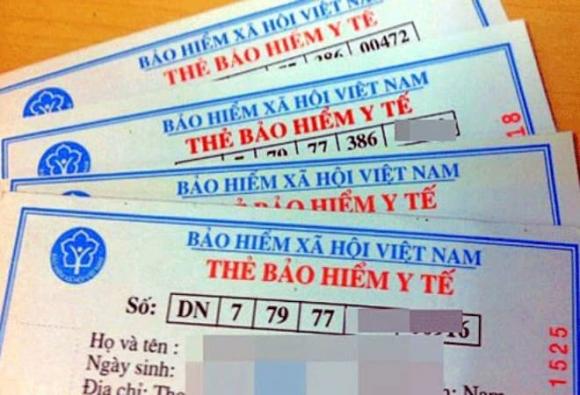 BẢO HIỂM XÃ HỘI VIỆT NAM
THẺ BẢO HIỂM Y TẾ
386 00472
BẢO HIỂM XÃ HỘI VIỆT NAM
THẺ BẢO HIỂM Y TẾ
7 79 77 386
18
BẢO HIỂM XÃ HỘI VIỆT NAM
THẺ BẢO HIỂM Y TẾ
BẢO HIỂM XÃ HỘI VIỆT NAM
THẺ BẢO HIỂM Y TẾ
Số: DN 7 79 77
Họ và tên :
Ngày sinh:
Địa chỉ: Nam
1525